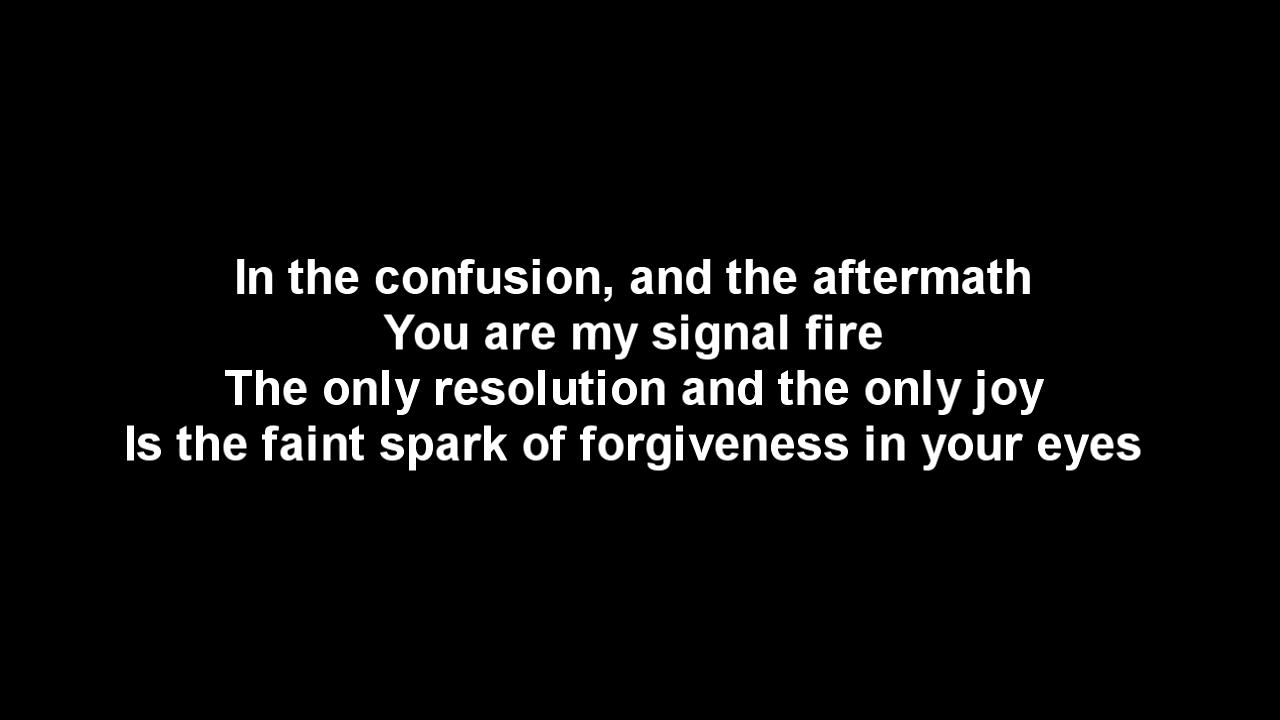 In the confusion, and the aftermath
You are my signal fire
The only resolution and the only joy
Is the faint spark of forgiveness in your eyes